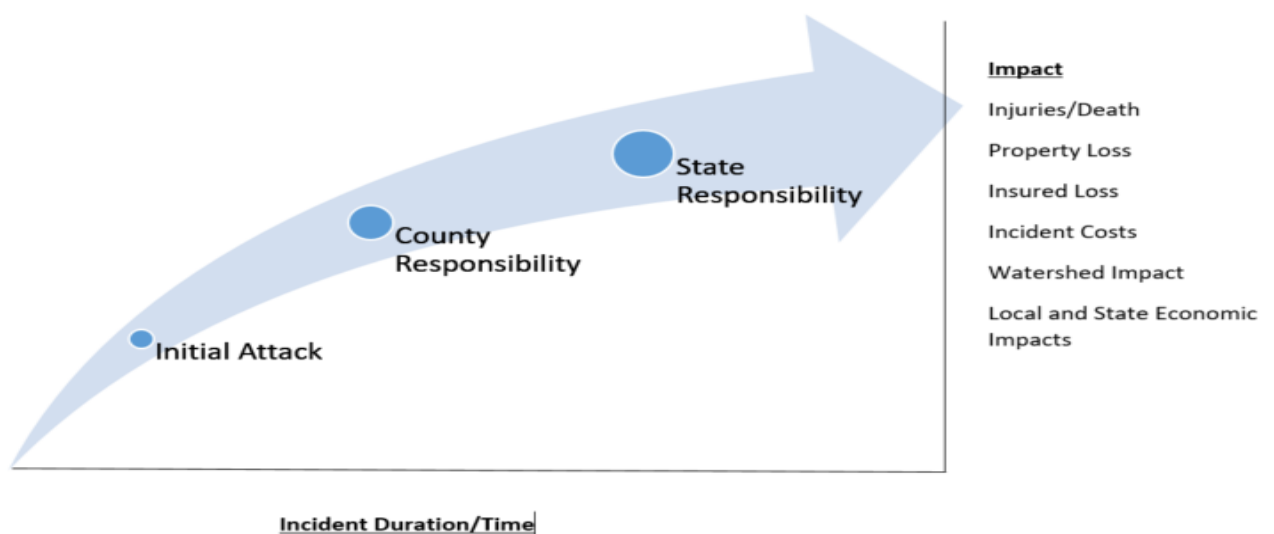 Impact
Injuries/Death
Property Loss
State
Responsibility
Insured Loss
County
Responsibility
Incident Costs
Watershed Impact
Local and State Economic
Impacts
Initial Attack
Incident Duration/Time